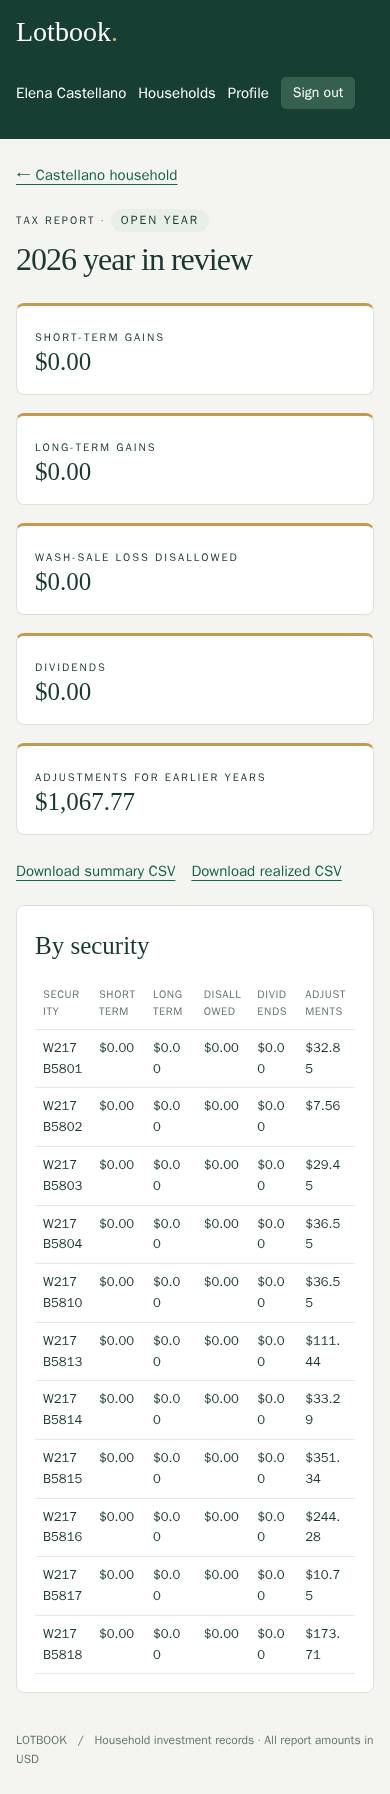 Lotbook.
Elena Castellano Households Profile Sign out
← Castellano household
TAX REPORT · OPEN YEAR
2026 year in review
SHORT-TERM GAINS
$0.00
LONG-TERM GAINS
$0.00
WASH-SALE LOSS DISALLOWED
$0.00
DIVIDENDS
$0.00
ADJUSTMENTS FOR EARLIER YEARS
$1,067.77
Download summary CSV Download realized CSV
By security
SECUR SHORT LONG DISALL DIVID ADJUST
ITY TERM TERM OWED ENDS MENTS
W217 $0.00 $0.0 $0.00 $0.0 $32.8
B5801 0 0 5
W217 $0.00 $0.0 $0.00 $0.0 $7.56
B5802 0 0
W217 $0.00 $0.0 $0.00 $0.0 $29.4
B5803 0 0 5
W217 $0.00 $0.0 $0.00 $0.0 $36.5
B5804 0 0 5
W217 $0.00 $0.0 $0.00 $0.0 $36.5
B5810 0 0 5
W217 $0.00 $0.0 $0.00 $0.0 $111.
B5813 0 0 44
W217 $0.00 $0.0 $0.00 $0.0 $33.2
B5814 0 0 9
W217 $0.00 $0.0 $0.00 $0.0 $351.
B5815 0 0 34
W217 $0.00 $0.0 $0.00 $0.0 $244.
B5816 0 0 28
W217 $0.00 $0.0 $0.00 $0.0 $10.7
B5817 0 0 5
W217 $0.00 $0.0 $0.00 $0.0 $173.
B5818 0 0 71
LOTBOOK / Household investment records · All report amounts in
USD